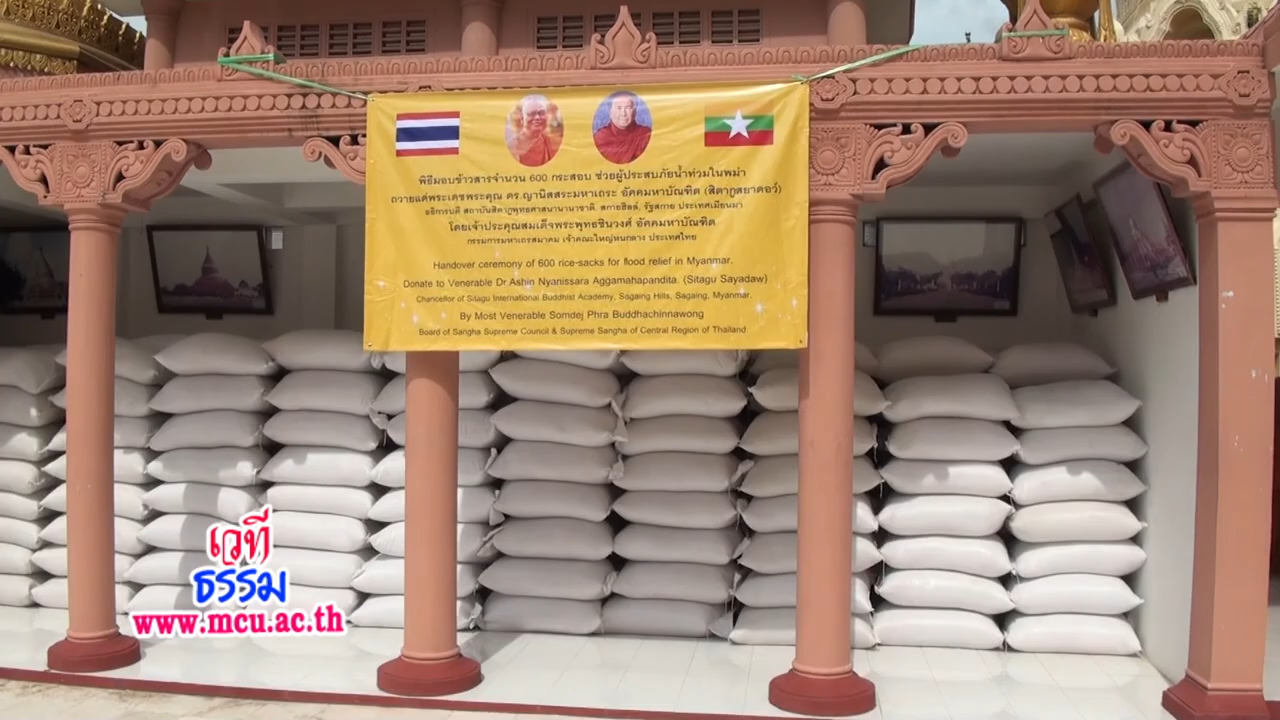 พิธีมอบข้าวสารจำนวน 600 กระสอบ ช่วยผู้ประสบภัยน้ำท่วมในพม่า
ถวายแด่พระเดชพระคุณ ดร.ญานิสสระมหาเถระ อัคคมหาบัณฑิต (สิตากูสยาดอว์)
อธิการบดี สถาบันสิตากูพุทธศาสนานานาชาติ, สกายฮิลล์, รัฐสกาย ประเทศเมียนมา
โดยเจ้าประคุณสมเด็จพระพุทธชินวงศ์ อัคคมหาบัณฑิต
กรรมการมหาเถรสมาคม เจ้าคณะใหญ่หนกลาง ประเทศไทย
Handover ceremony of 600 rice-sacks for flood relief in Myanmar.
Donate to Venerable Dr.Ashin Nyanissara Aggamahapandita. (Sitagu Sayadaw)
Chancellor of Sitagu International Buddhist Academy, Sagaing Hills, Sagaing, Myanmar.
By Most Venerable Somdej Phra Buddhachinnawong
Board of Sangha Supreme Council & Supreme Sangha of Central Region of Thailand
เวที
ธรรม
www.mcu.ac.th